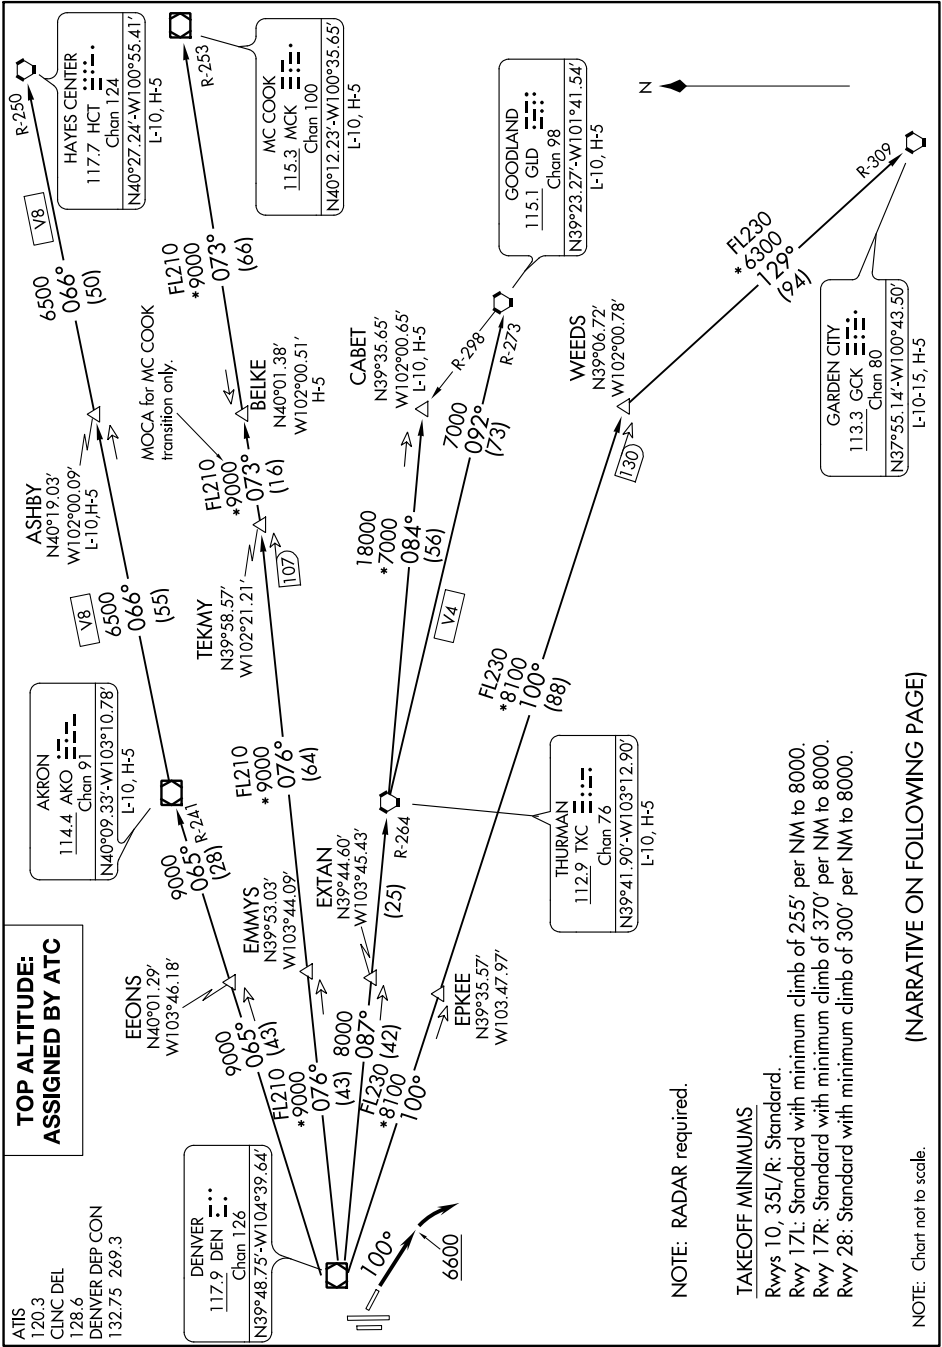 ATIS
120.3
CLNC DEL
128.6
DENVER DEP CON
132.75 269.3
TOP ALTITUDE:
ASSIGNED BY ATC
AKRON
114.4 AKO
Chan 91
N40°09.33′-W103°10.78′
L-10, H-5
HAYES CENTER
117.7 HCT
Chan 124
N40°27.24′-W100°55.41′
L-10, H-5
R-250
V8
6500
066°
(50)
ASHBY
N40°19.03′
W102°00.09′
L-10,H-5
V8
6500
066°
(55)
R-241
9000
065°
(28)
EEONS
N40°01.29′
W103°46.18′
9000
065°
(43)
MC COOK
115.3 MCK
Chan 100
N40°12.23′-W100°35.65′
L-10, H-5
R-253
FL210
*9000
073°
(66)
MOCA for MC COOK
transition only.
BELKE
N40°01.38′
W102°00.51′
H-5
FL210
*9000
073°
(16)
TEKMY
N39°58.57′
W102°21.21′
107
FL210
*9000
076°
(64)
EMMYS
N39°53.03′
W103°44.09′
FL210
*9000
076°
(43)
DENVER
117.9 DEN
Chan 126
N39°48.75′-W104°39.64′
EXTAN
N39°44.60′
W103°45.43′
8000
087°
(42)
(25)
R-264
THURMAN
112.9 TXC
Chan 76
N39°41.90′-W103°12.90′
L-10, H-5
CABET
N39°35.65′
W102°00.65′
L-10, H-5
18000
*7000
084°
(56)
R-298
R-273
7000
092°
(73)
V4
GOODLAND
115.1 GLD
Chan 98
N39°23.27′-W101°41.54′
L-10, H-5
N
FL230
*8100
100°
EPKEE
N39°35.57′
W103.47.97′
FL230
*8100
100°
(88)
WEEDS
N39°06.72′
W102°00.78′
130
FL230
*6300
129°
(94)
R-309
GARDEN CITY
113.3 GCK
Chan 80
N37°55.14′-W100°43.50′
L-10-15, H-5
100°
6600
NOTE: RADAR required.
TAKEOFF MINIMUMS
Rwys 10, 35L/R: Standard.
Rwy 17L: Standard with minimum climb of 255′ per NM to 8000.
Rwy 17R: Standard with minimum climb of 370′ per NM to 8000.
Rwy 28: Standard with minimum climb of 300′ per NM to 8000.
(NARRATIVE ON FOLLOWING PAGE)
NOTE: Chart not to scale.